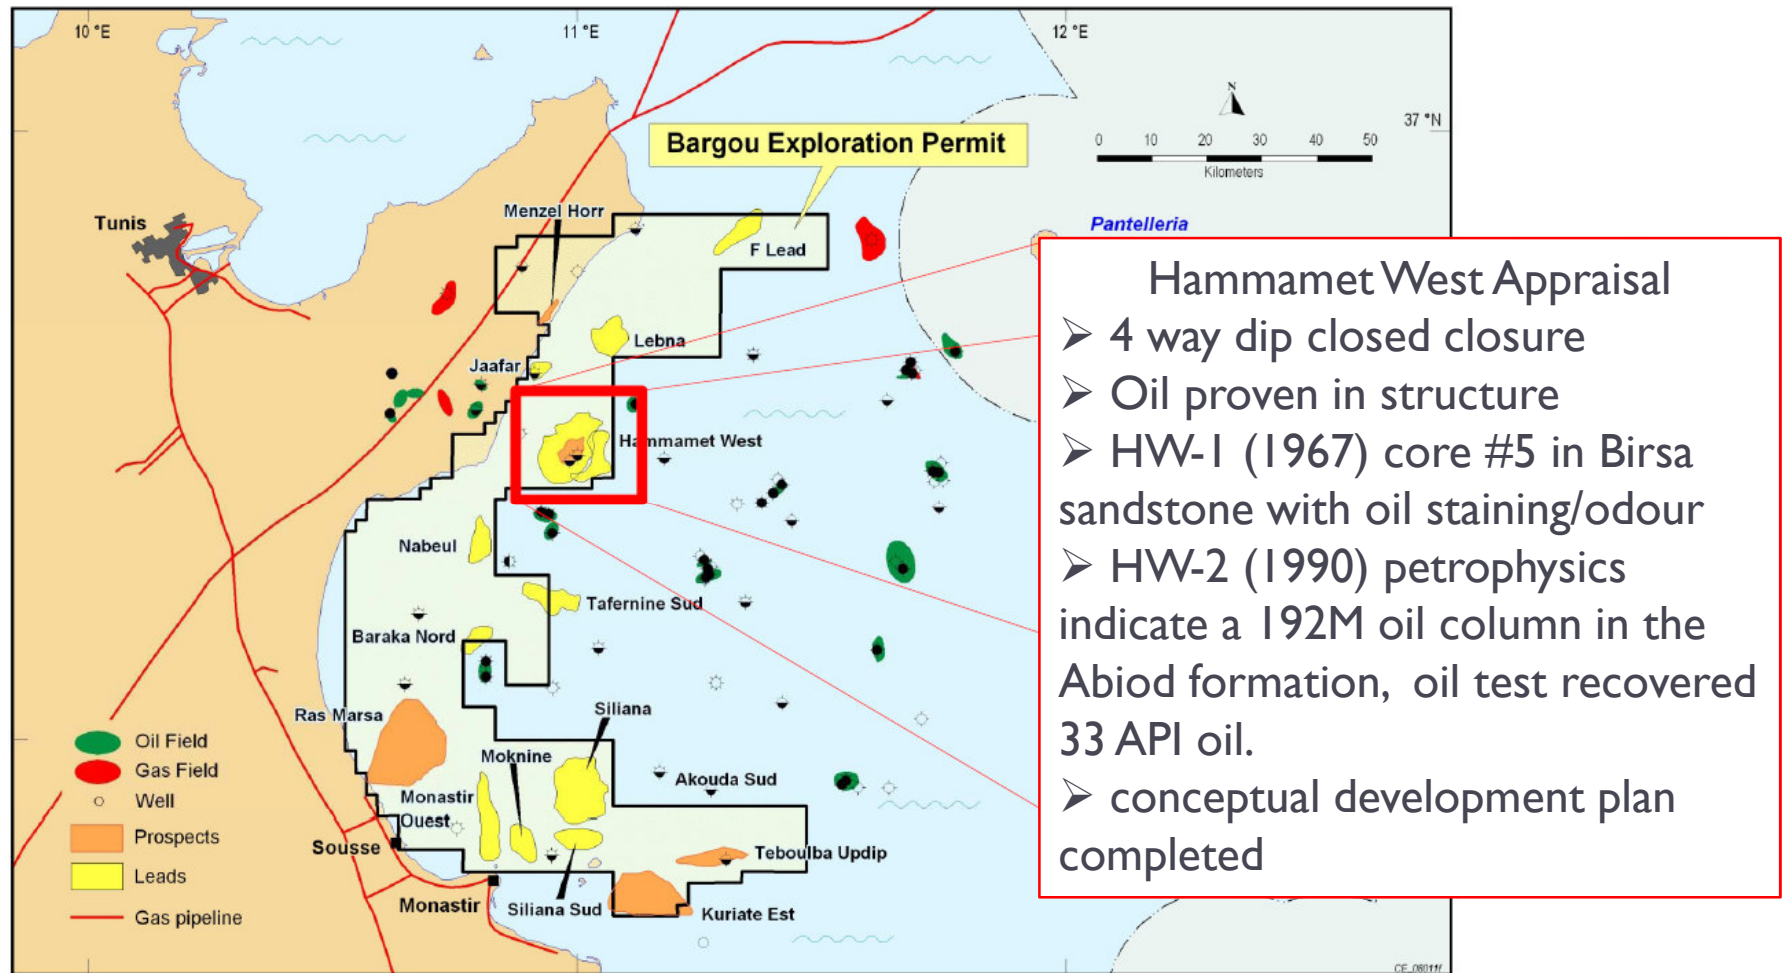 10 °E
11 °E
12 °E
37 °N
N
0 10 20 30 40 50
Kilometers
Bargou Exploration Permit
Tunis
Menzel Horr
F Lead
Pantelleria
Lebna
Jaafar
Hammamet West
Nabeul
Tafernine Sud
Baraka Nord
Ras Marsa
Siliana
Moknine
Akouda Sud
Monastir
Ouest
Sousse
Teboulba Updip
Monastir
Siliana Sud
Kuriate Est
Oil Field
Gas Field
Well
Prospects
Leads
Gas pipeline
Hammamet West Appraisal
➢ 4 way dip closed closure
➢ Oil proven in structure
➢ HW-1 (1967) core #5 in Birsa
sandstone with oil staining/odour
➢ HW-2 (1990) petrophysics
indicate a 192M oil column in the
Abiod formation, oil test recovered
33 API oil.
➢ conceptual development plan
completed
CE_08011f